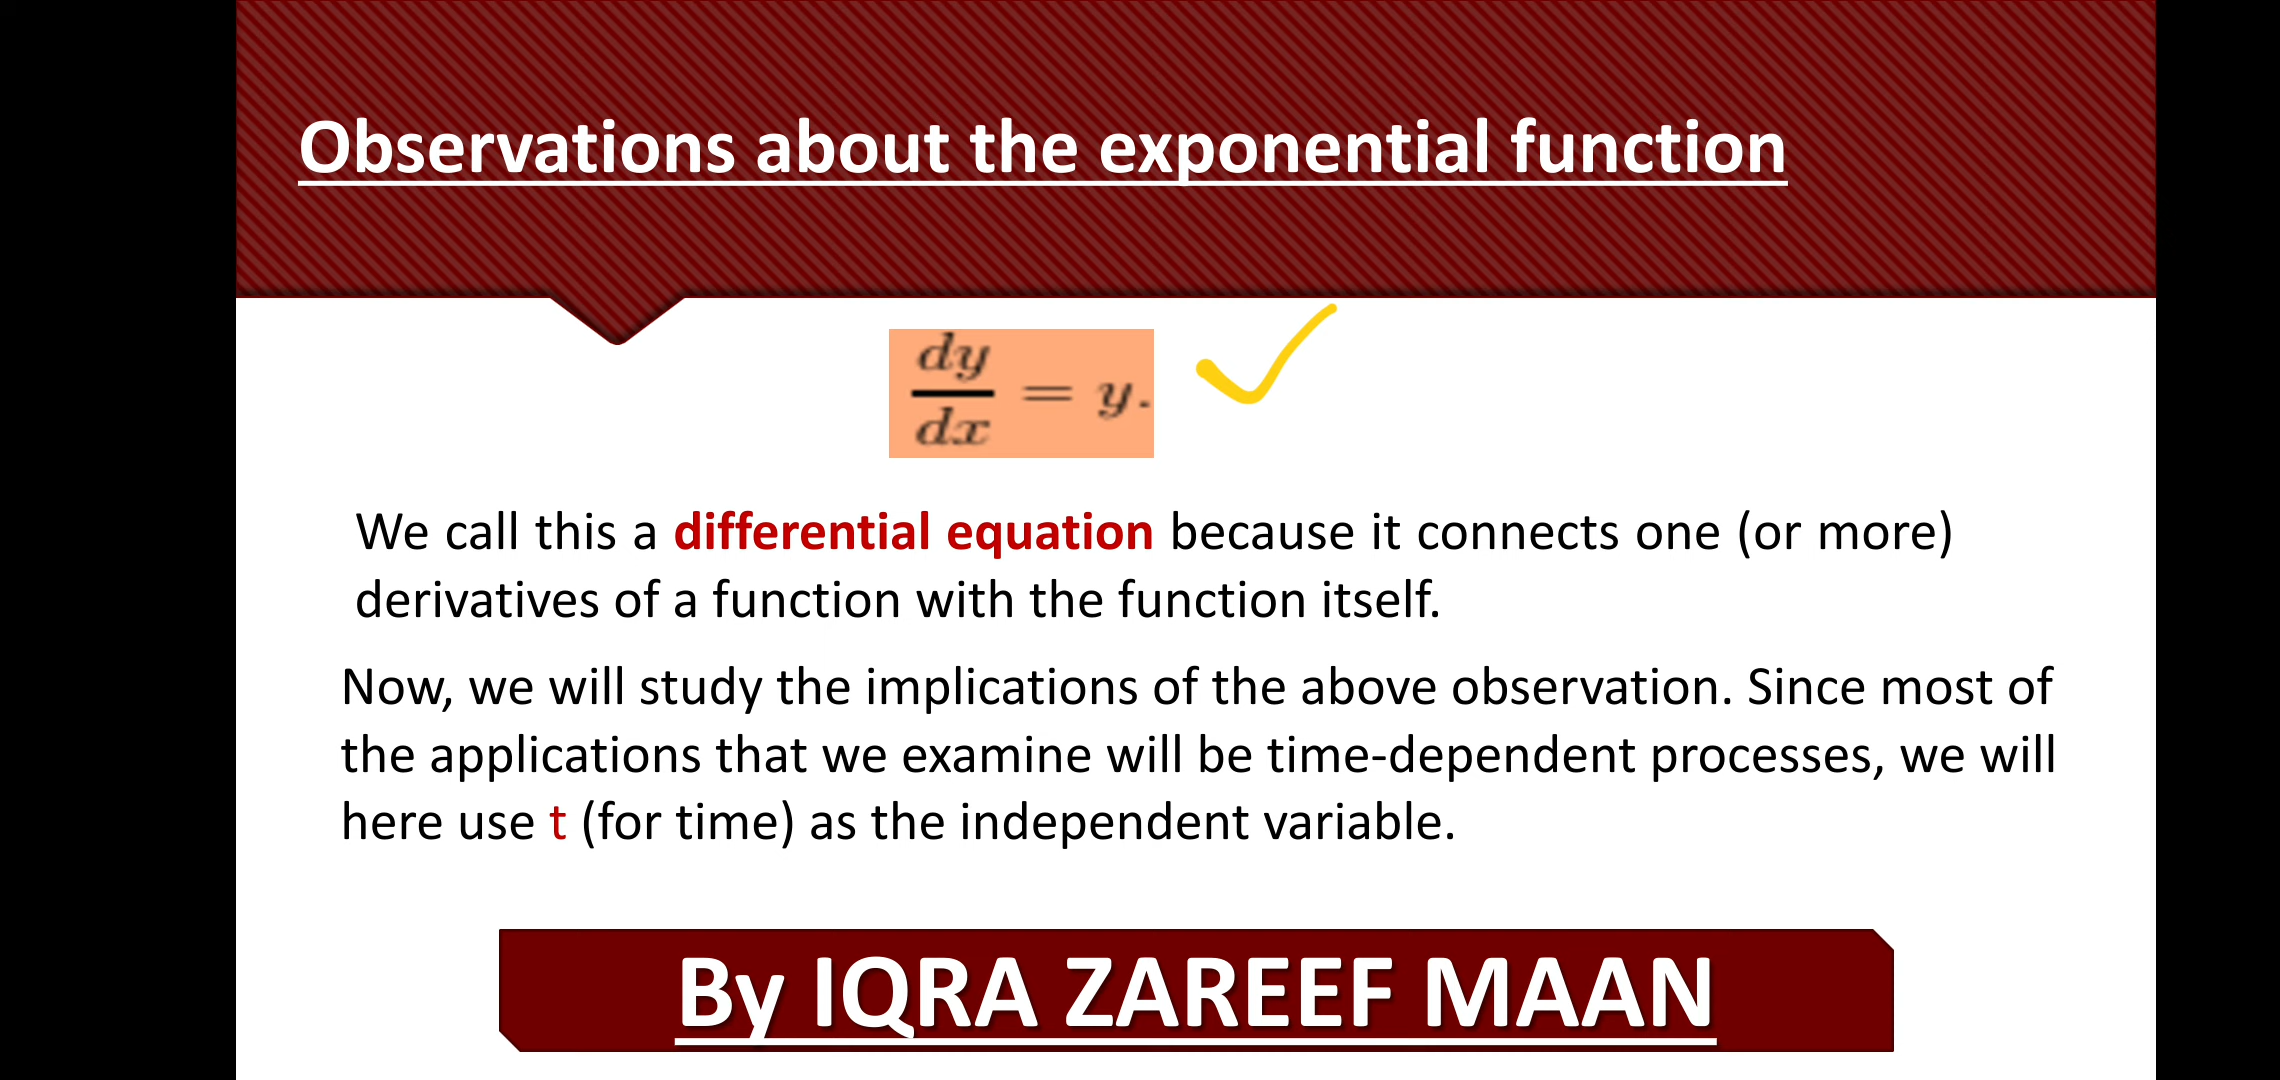 Observations about the exponential function
dy/dx = y.
We call this a differential equation because it connects one (or more)
derivatives of a function with the function itself.
Now, we will study the implications of the above observation. Since most of
the applications that we examine will be time-dependent processes, we will
here use t (for time) as the independent variable.
By IQRA ZAREEF MAAN